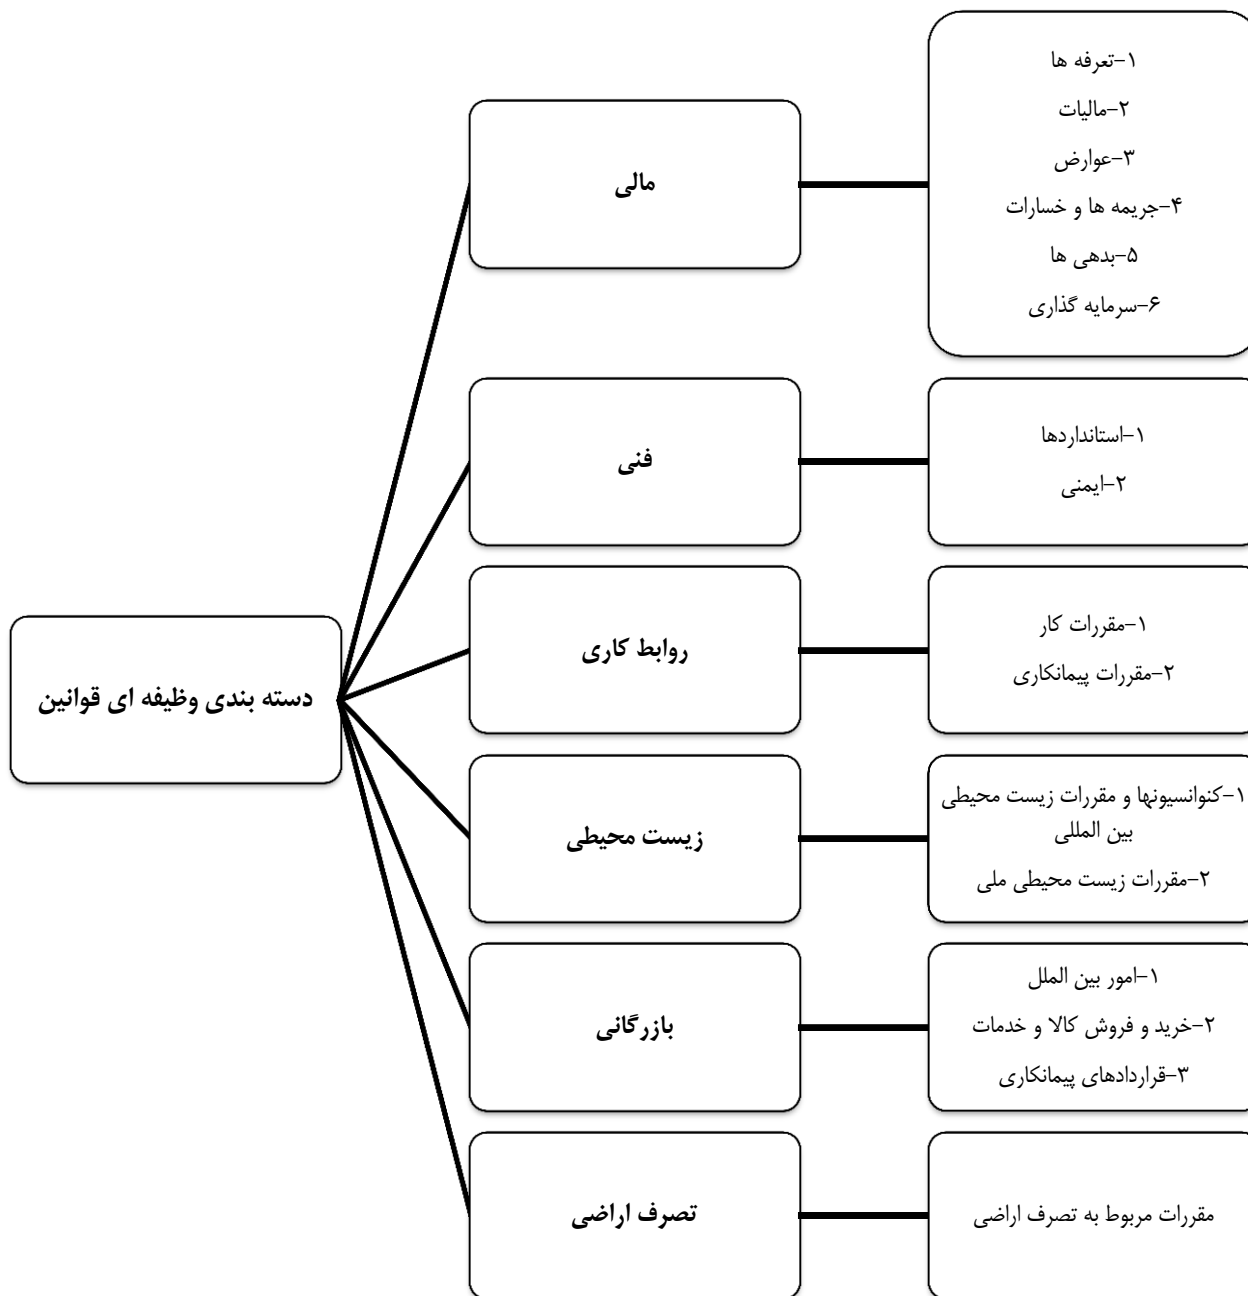 دسته بندی وظیفه ای قوانین
مالی
۱-تعرفه ها
۲-مالیات
۳-عوارض
۴-جریمه ها و خسارات
۵-بدهی ها
۶-سرمایه گذاری
فنی
۱-استانداردها
۲-ایمنی
روابط کاری
۱-مقررات کار
۲-مقررات پیمانکاری
زیست محیطی
۱-کنوانسیونها و مقررات زیست محیطی
بین المللی
۲-مقررات زیست محیطی ملی
بازرگانی
۱-امور بین الملل
۲-خرید و فروش کالا و خدمات
۳-قراردادهای پیمانکاری
تصرف اراضی
مقررات مربوط به تصرف اراضی